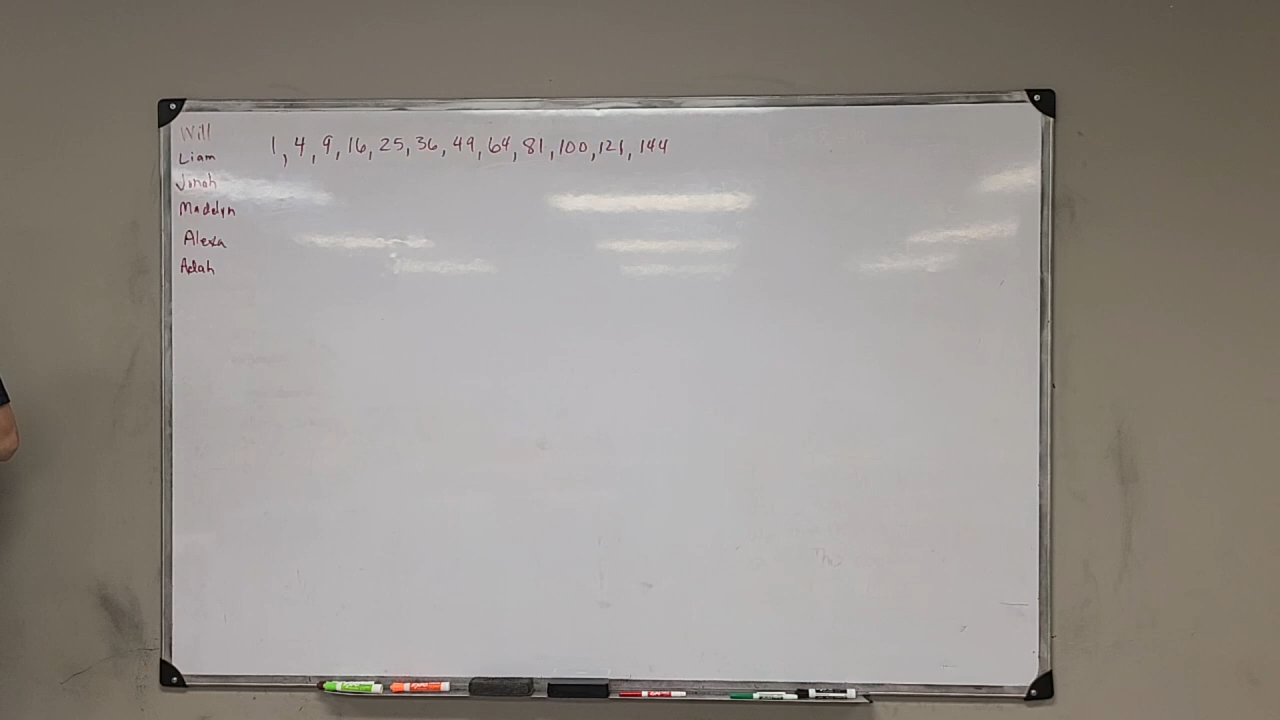 Will
1, 4, 9, 16, 25, 36, 49, 64, 81, 100, 121, 144
Liam
Jonah
Madelyn
Alexa
Adah